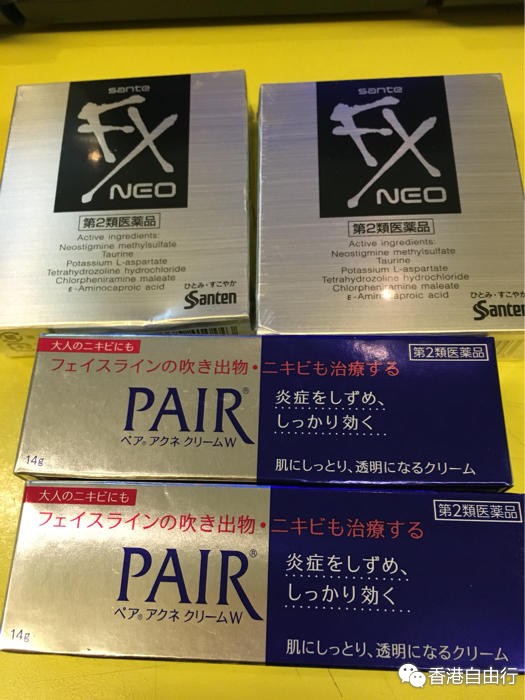 sante
FX
NEO
第2類医薬品
Active ingredients:
Neostigmine methylsulfate
Taurine
Potassium L-aspartate
Tetrahydrozoline hydrochloride
Chlorpheniramine maleate
ε-Aminocaproic acid
ひとみ・すこやか
Santen
sante
FX
NEO
第2類医薬品
Active ingredients:
Neostigmine methylsulfate
Taurine
Potassium L-aspartate
Tetrahydrozoline hydrochloride
Chlorpheniramine maleate
ε-Aminocaproic acid
ひとみ・すこやか
Santen
大人のニキビにも
第2類医薬品
フェイスラインの吹き出物・ニキビも治療する
PAIR®
ペア® アクネ クリームW
14g
炎症をしずめ、
しっかり効く
肌にしっとり、透明になるクリーム
大人のニキビにも
第2類医薬品
フェイスラインの吹き出物・ニキビも治療する
PAIR®
ペア® アクネ クリームW
14g
炎症をしずめ、
しっかり効く
肌にしっとり、透明になるクリーム
香港自由行